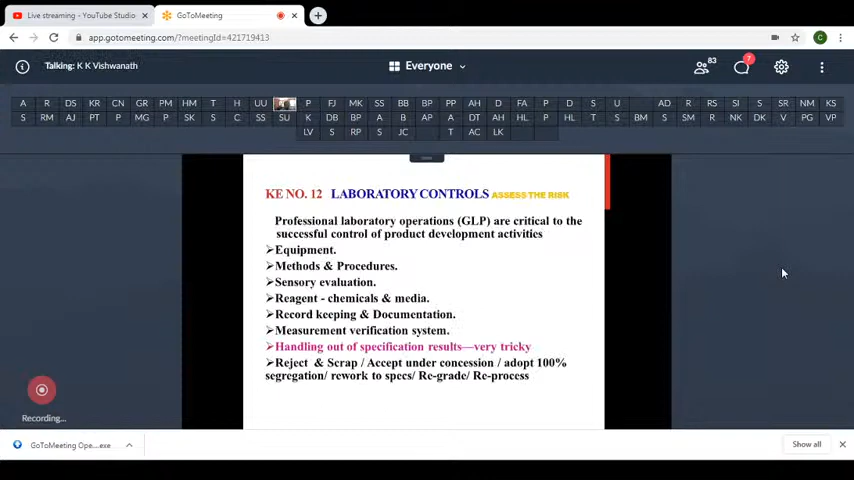 Live streaming - YouTube Studio
GoToMeeting
app.gotomeeting.com/?meetingId=421719413
C
Talking: K K Vishwanath
Everyone
83
7
A R DS KR CN GR PM HM T H UU P FJ MK SS BB BP PP AH D FA P D S U AD R RS SI S SR NM KS
S RM AJ PT P MG P SK S C SS SU K DB BP A B AP A DT AH HL P HL T S BM S SM R NK DK V PG VP
LV S RP S JC T AC LK
KE NO. 12 LABORATORY CONTROLS ASSESS THE RISK
Professional laboratory operations (GLP) are critical to the
successful control of product development activities
➢Equipment.
➢Methods & Procedures.
➢Sensory evaluation.
➢Reagent - chemicals & media.
➢Record keeping & Documentation.
➢Measurement verification system.
➢Handling out of specification results—very tricky
➢Reject & Scrap / Accept under concession / adopt 100%
segregation/ rework to specs/ Re-grade/ Re-process
Recording...
GoToMeeting Ope....exe
Show all